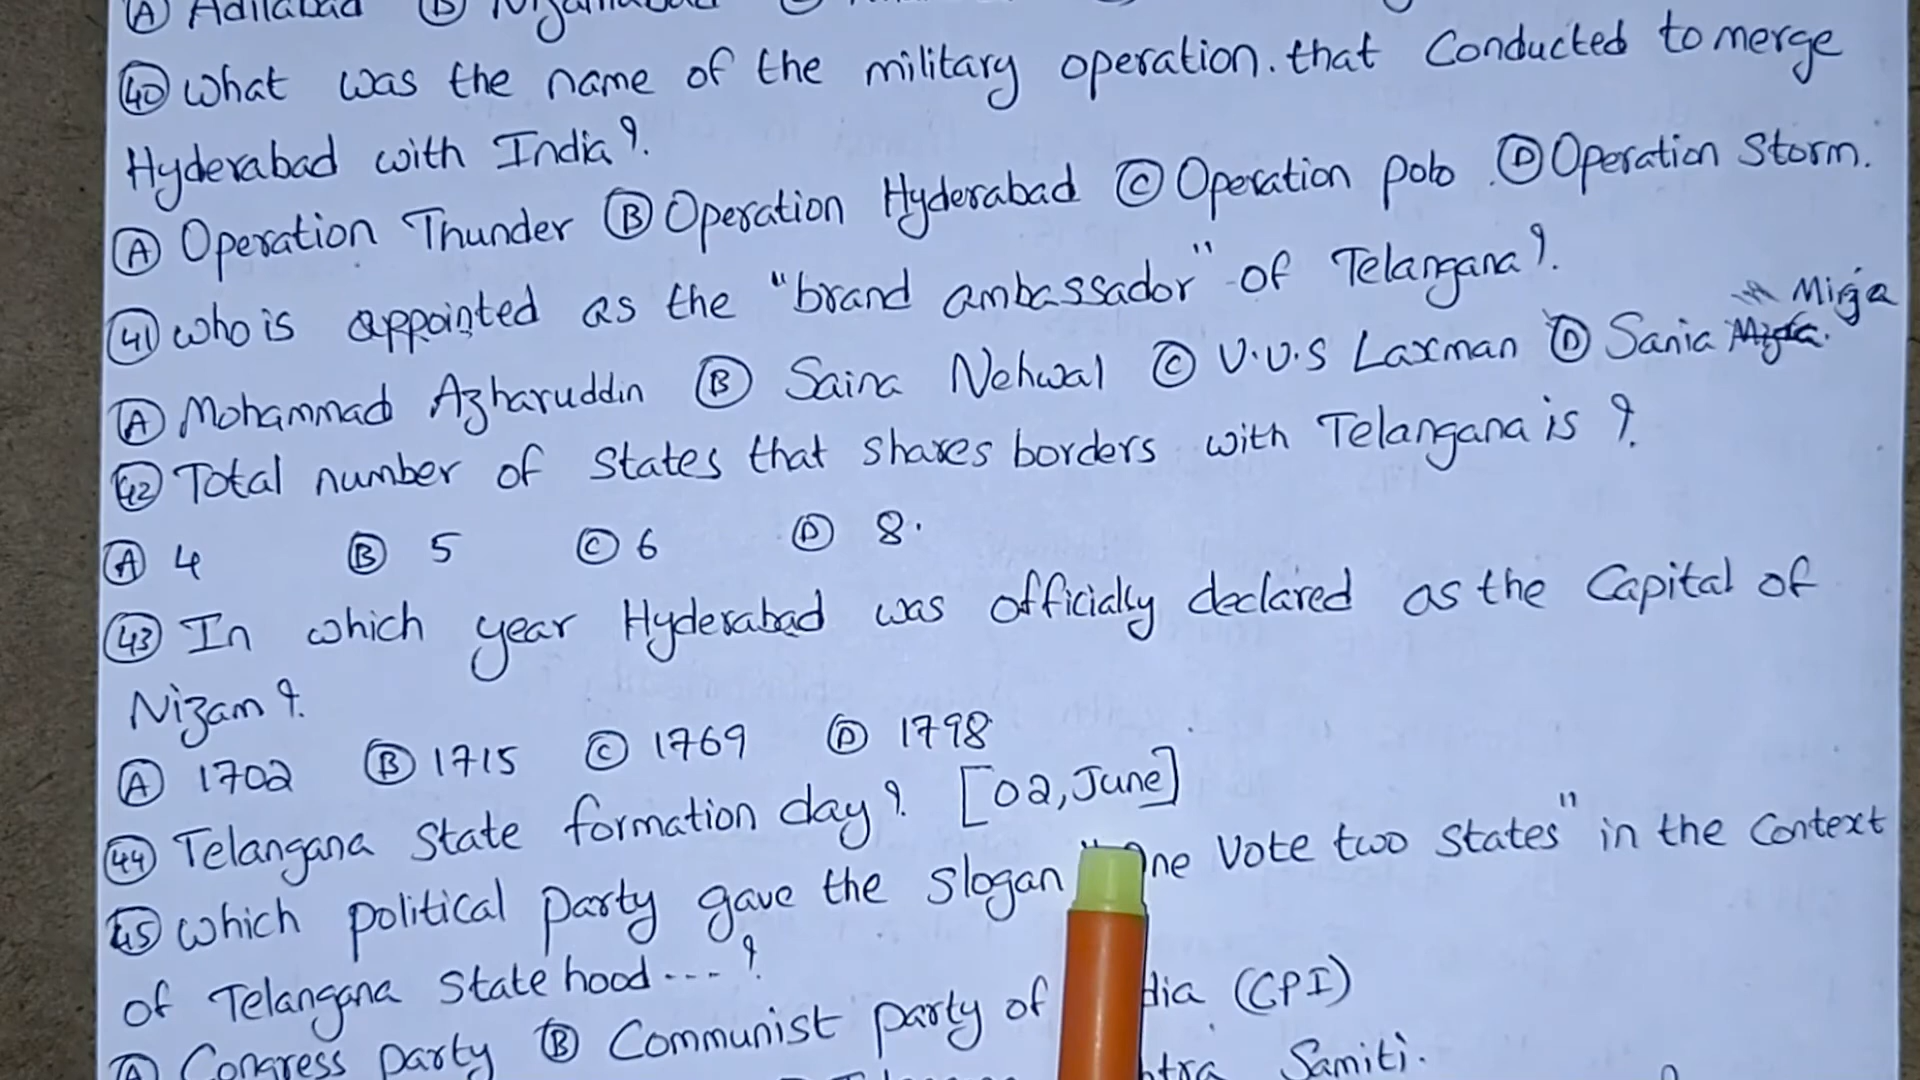 (A) Adilabad (B) Nizamabad
(40) What was the name of the military operation. that Conducted to merge
Hyderabad with India?
(A) Operation Thunder (B) Operation Hyderabad (C) Operation polo (D) Operation Storm.
(41) who is appointed as the "brand ambassador" of Telangana?
(A) Mohammad Azharuddin (B) Saina Nehwal (C) V.V.S Laxman (D) Sania Mirja
(42) Total number of States that shares borders with Telangana is ?
(A) 4 (B) 5 (C) 6 (D) 8.
(43) In which year Hyderabad was officially declared as the Capital of
Nizam ?
(A) 1702 (B) 1715 (C) 1769 (D) 1798
(44) Telangana State formation day ? [02, June]
(45) which political party gave the slogan "One Vote two States" in the Context
of Telangana State hood ---- ?
(A) Congress party (B) Communist party of (CPI)
Samiti.